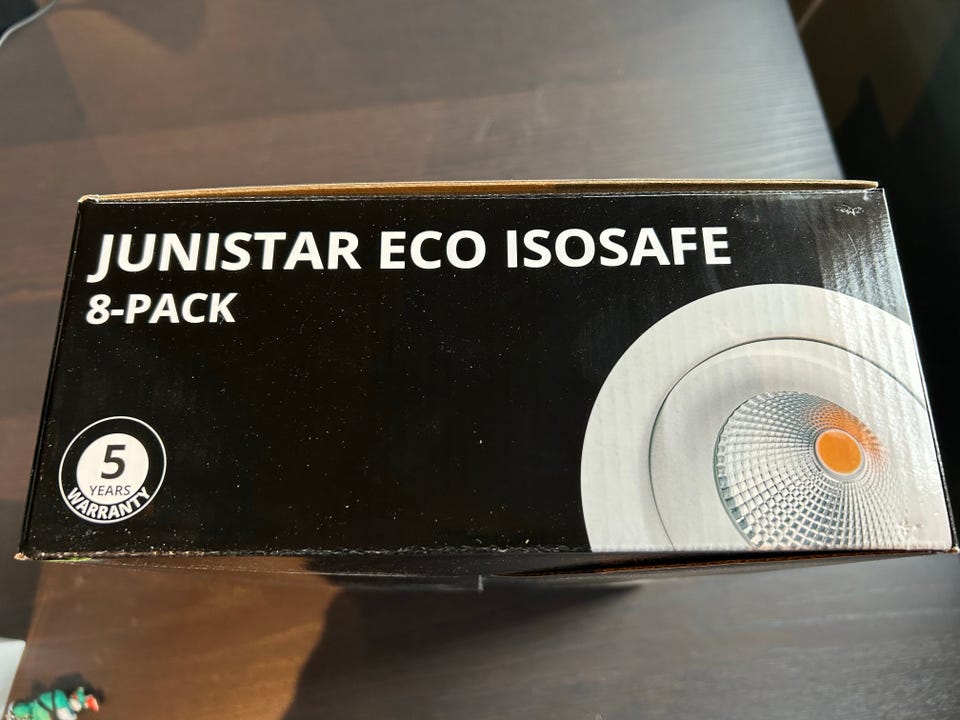 JUNISTAR ECO ISOSAFE
8-PACK
5
YEARS
WARRANTY